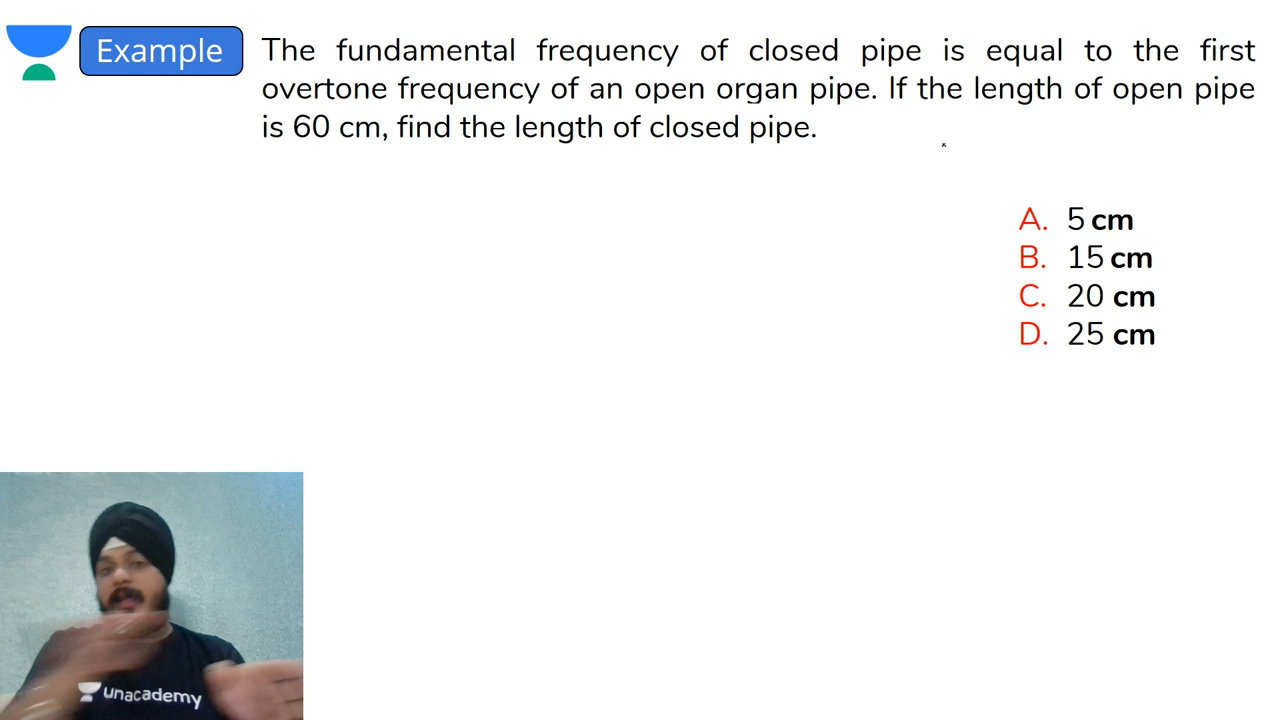 Example
The fundamental frequency of closed pipe is equal to the first
overtone frequency of an open organ pipe. If the length of open pipe
is 60 cm, find the length of closed pipe.
A. 5 cm
B. 15 cm
C. 20 cm
D. 25 cm
unacademy